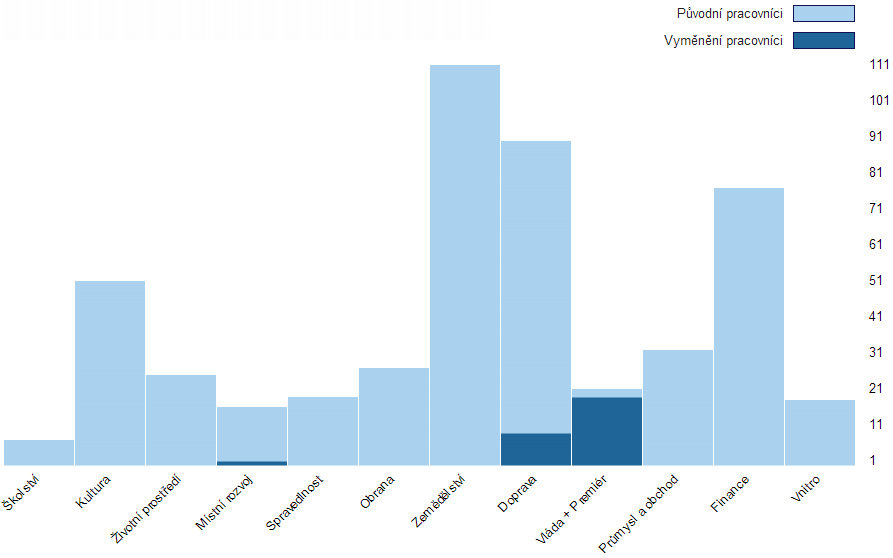 Původní pracovníci
Vyměnění pracovníci
111
101
91
81
71
61
51
41
31
21
11
1
Školství
Kultura
Životní prostředí
Místní rozvoj
Spravedlnost
Obrana
Zemědělství
Doprava
Vláda + Premiér
Průmysl a obchod
Finance
Vnitro